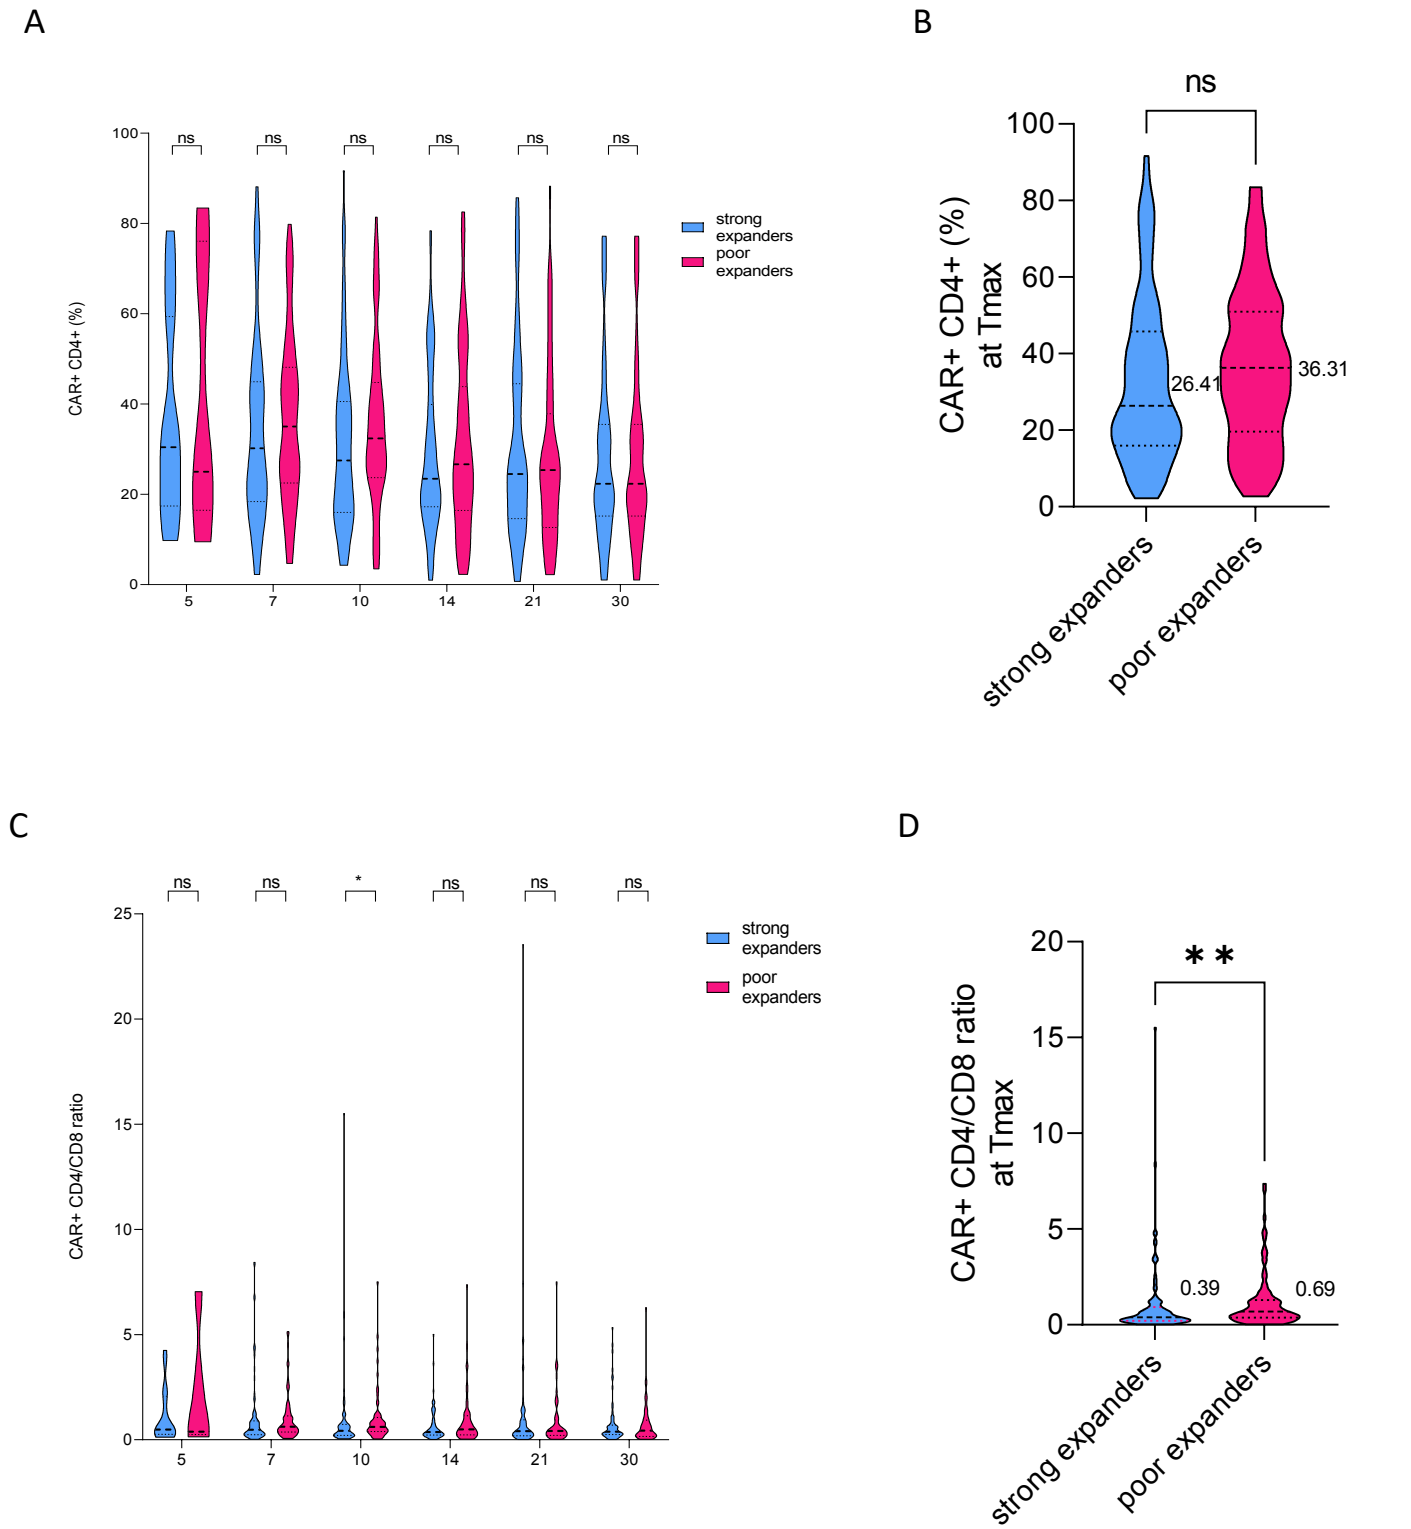 A
ns ns ns ns ns ns
100
80
60
40
20
0
CAR+ CD4+ (%)
5 7 10 14 21 30
strong
expanders
poor
expanders
B
ns
100
80
60
40
20
0
CAR+ CD4+ (%)
at Tmax
26.41
36.31
strong expanders
poor expanders
C
ns ns * ns ns ns
25
20
15
10
5
0
CAR+ CD4/CD8 ratio
5 7 10 14 21 30
strong
expanders
poor
expanders
D
**
20
15
10
5
0
CAR+ CD4/CD8 ratio
at Tmax
0.39
0.69
strong expanders
poor expanders